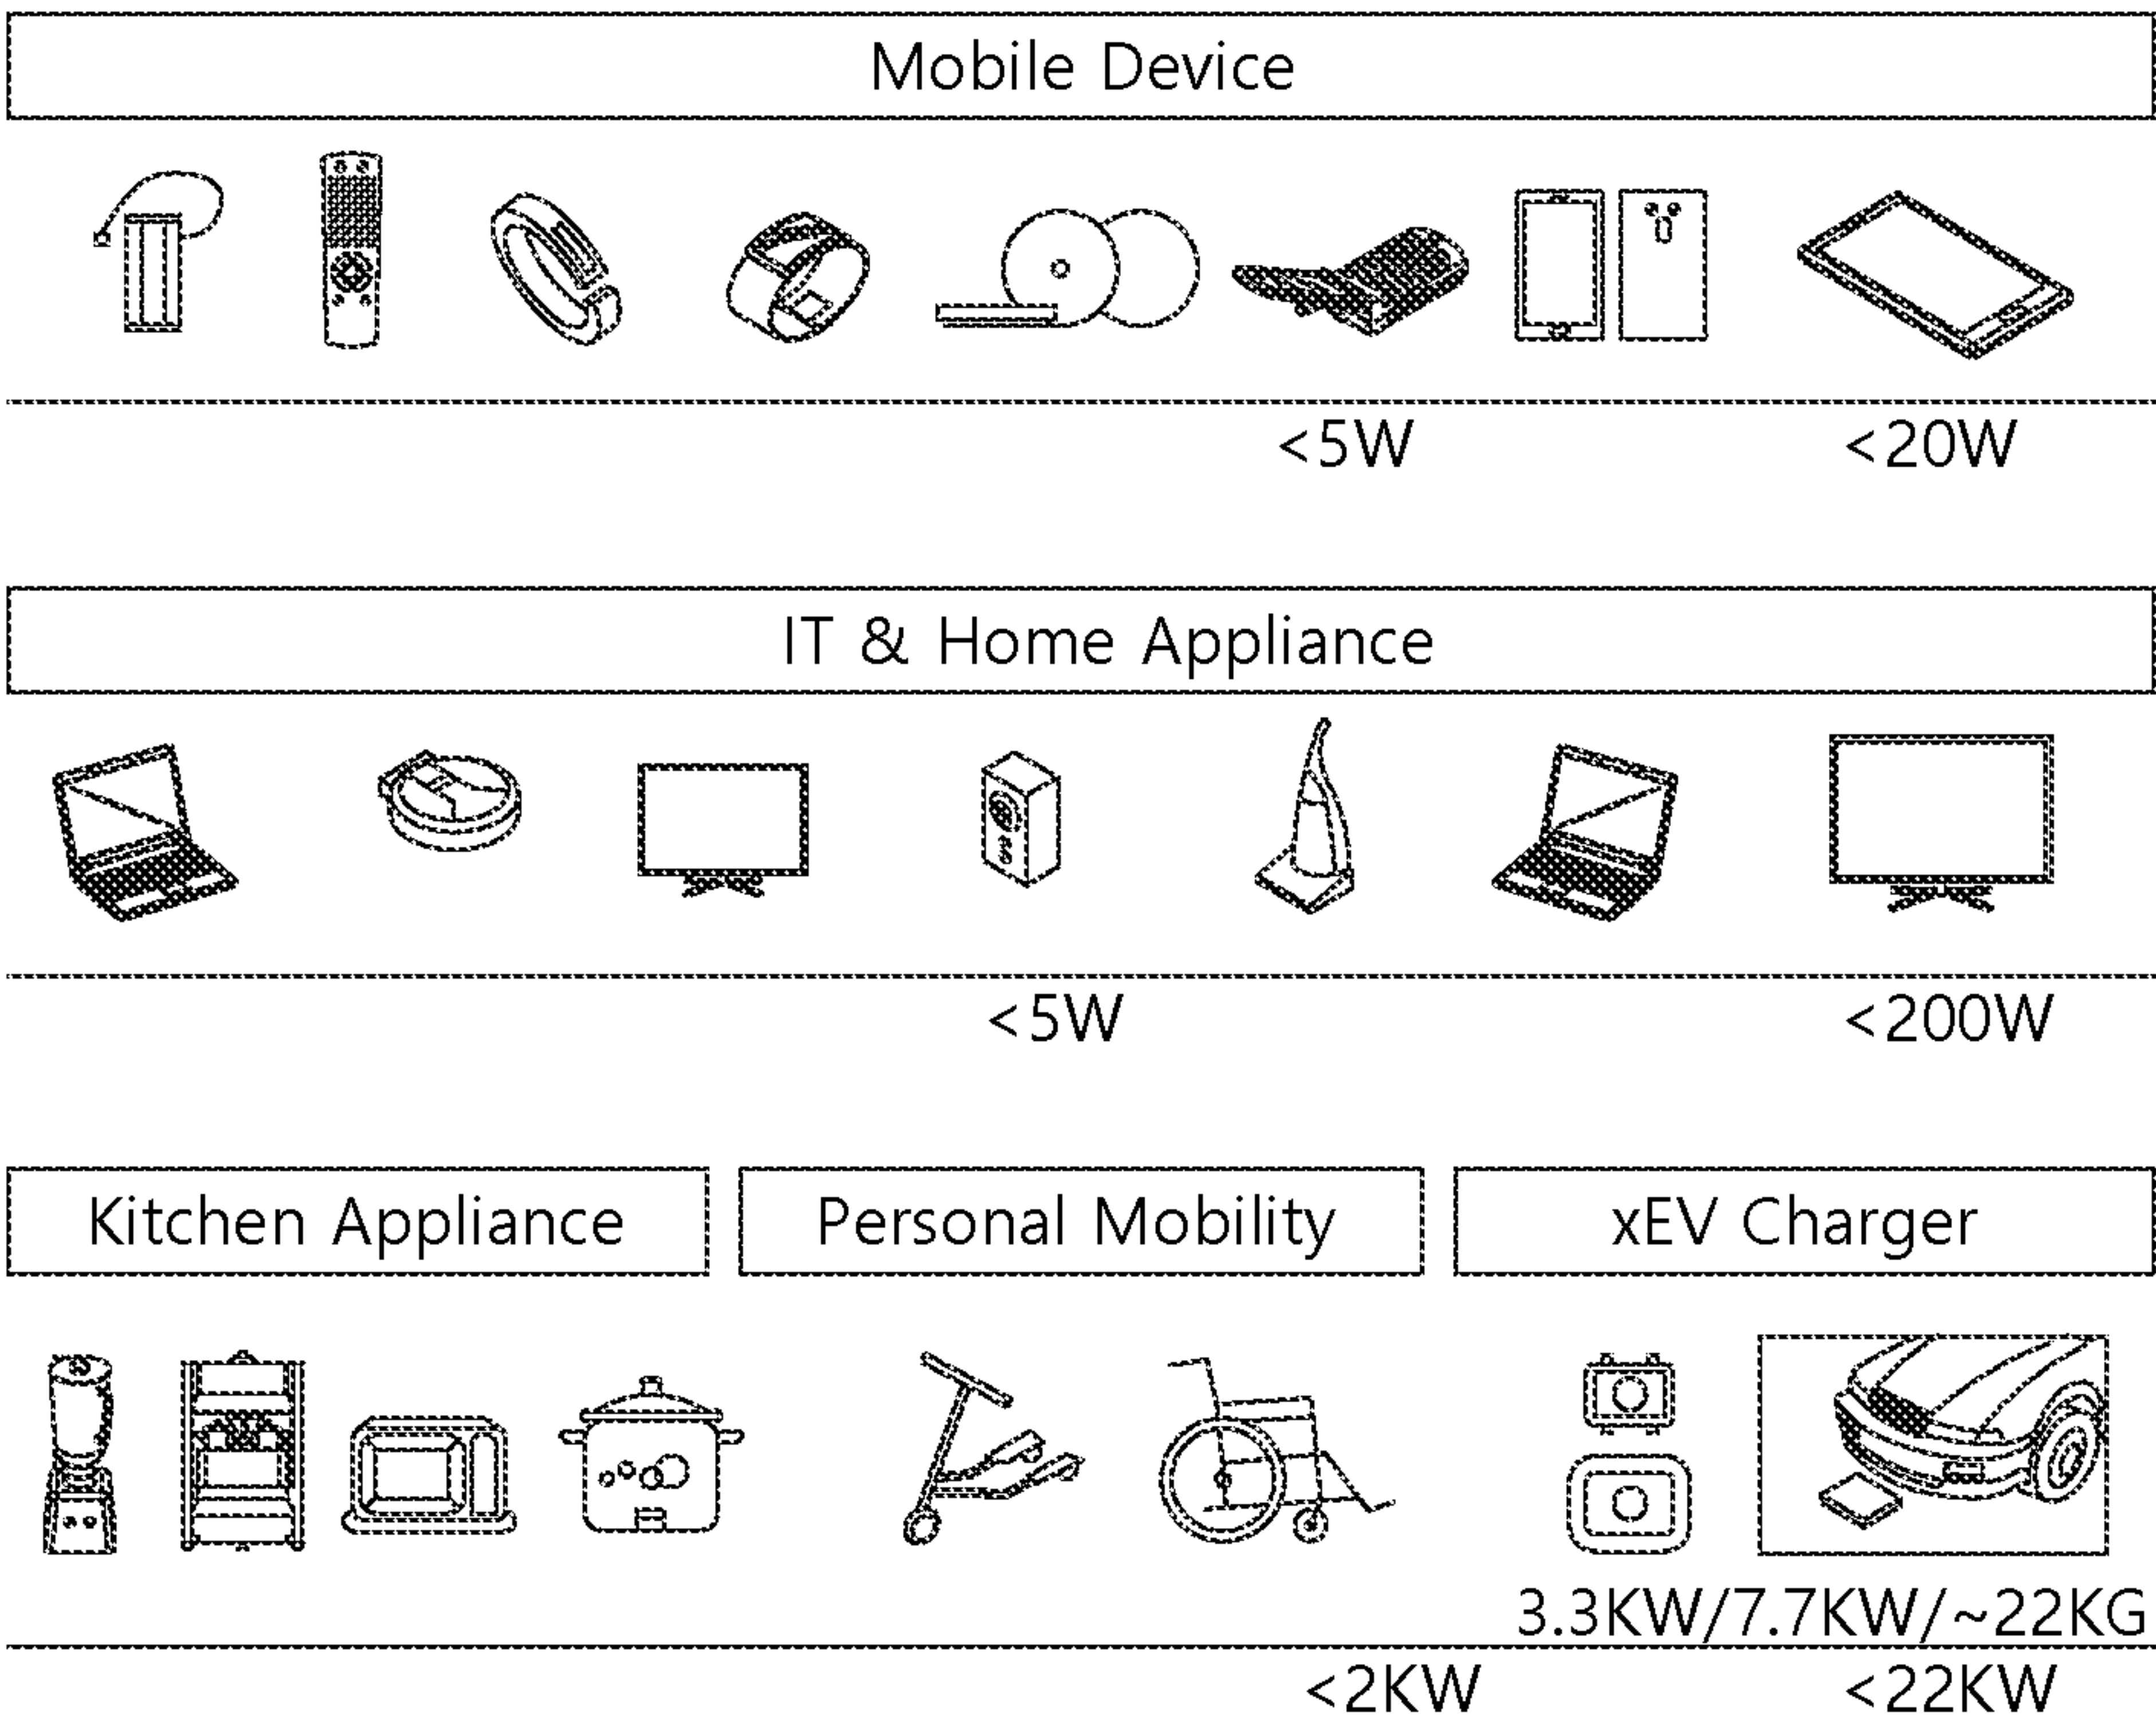 Mobile Device
<5W <20W
IT & Home Appliance
<5W <200W
Kitchen Appliance Personal Mobility xEV Charger
3.3KW/7.7KW/~22KG
<2KW <22KW